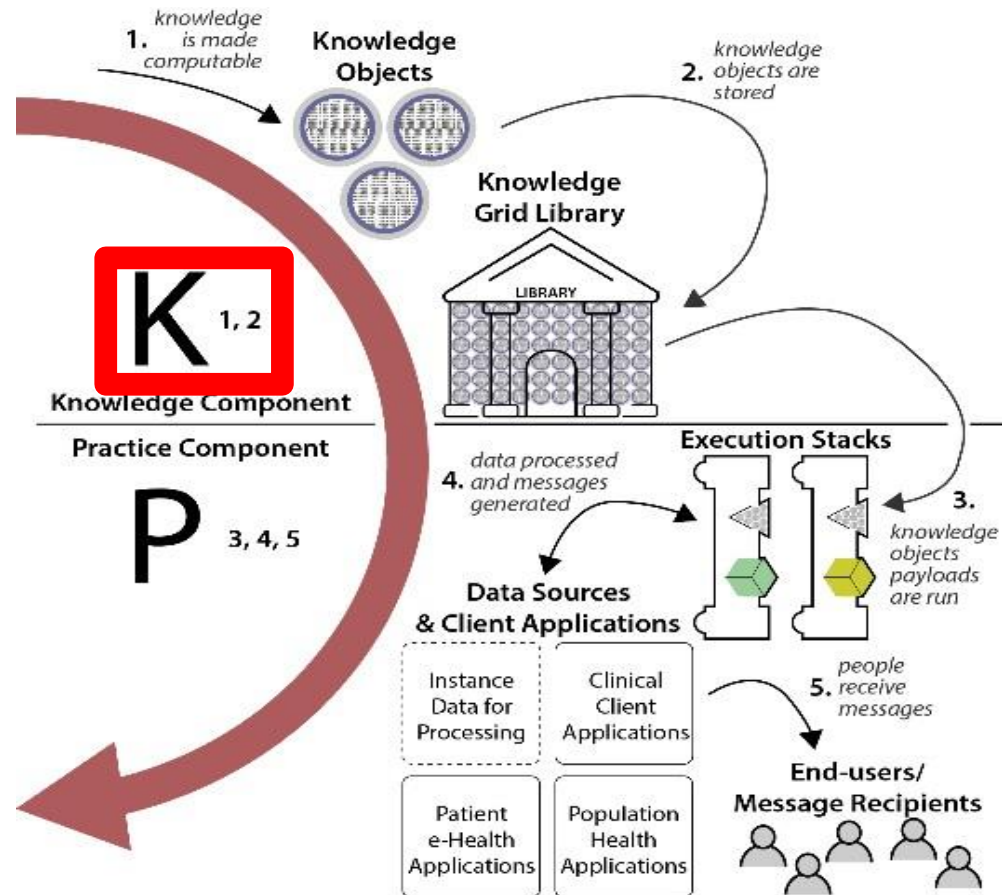 knowledge
is made
1. computable
Knowledge
Objects
2. knowledge
objects are
stored
Knowledge
Grid Library
LIBRARY
K 1, 2
Knowledge Component
Practice Component
P 3, 4, 5
Execution Stacks
4. data processed
and messages
generated
3.
knowledge
objects
payloads
are run
Data Sources
& Client Applications
Instance
Data for
Processing
Clinical
Client
Applications
Patient
e-Health
Applications
Population
Health
Applications
people
5. receive
messages
End-users/
Message Recipients